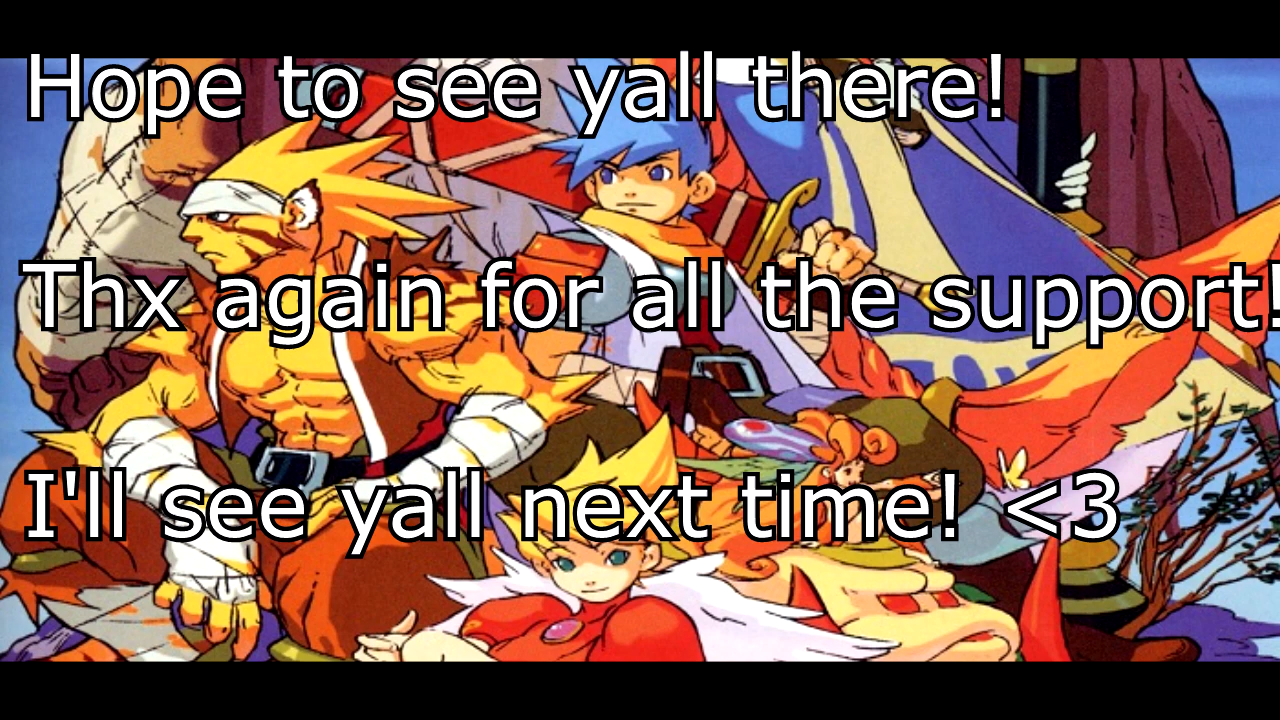 Hope to see yall there!
Thx again for all the support!
I'll see yall next time! <3